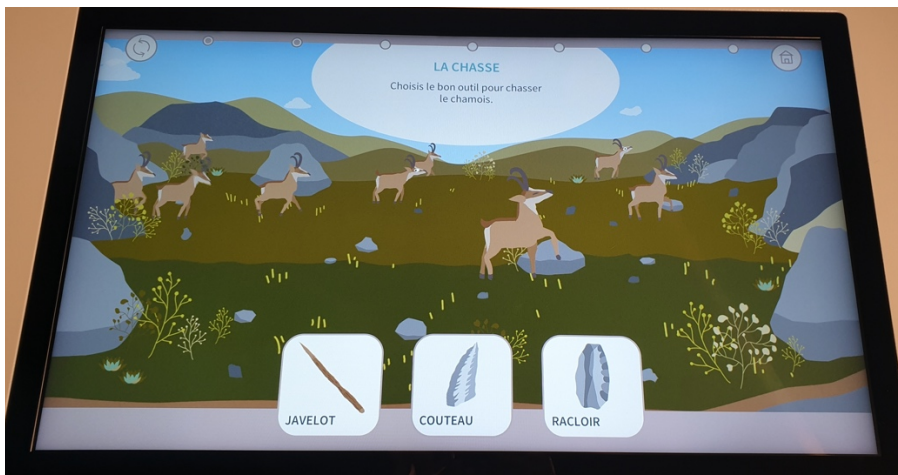 LA CHASSE
Choisis le bon outil pour chasser
le chamois.
JAVELOT
COUTEAU
RACLOIR